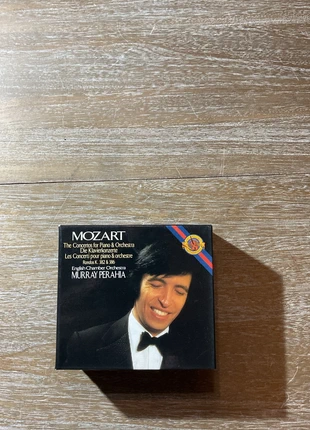 MOZART
The Concertos for Piano & Orchestra
Die Klavierkonzerte
Les Concerti pour piano & orchestre
Rondos K. 382 & 386
English Chamber Orchestra
MURRAY PERAHIA